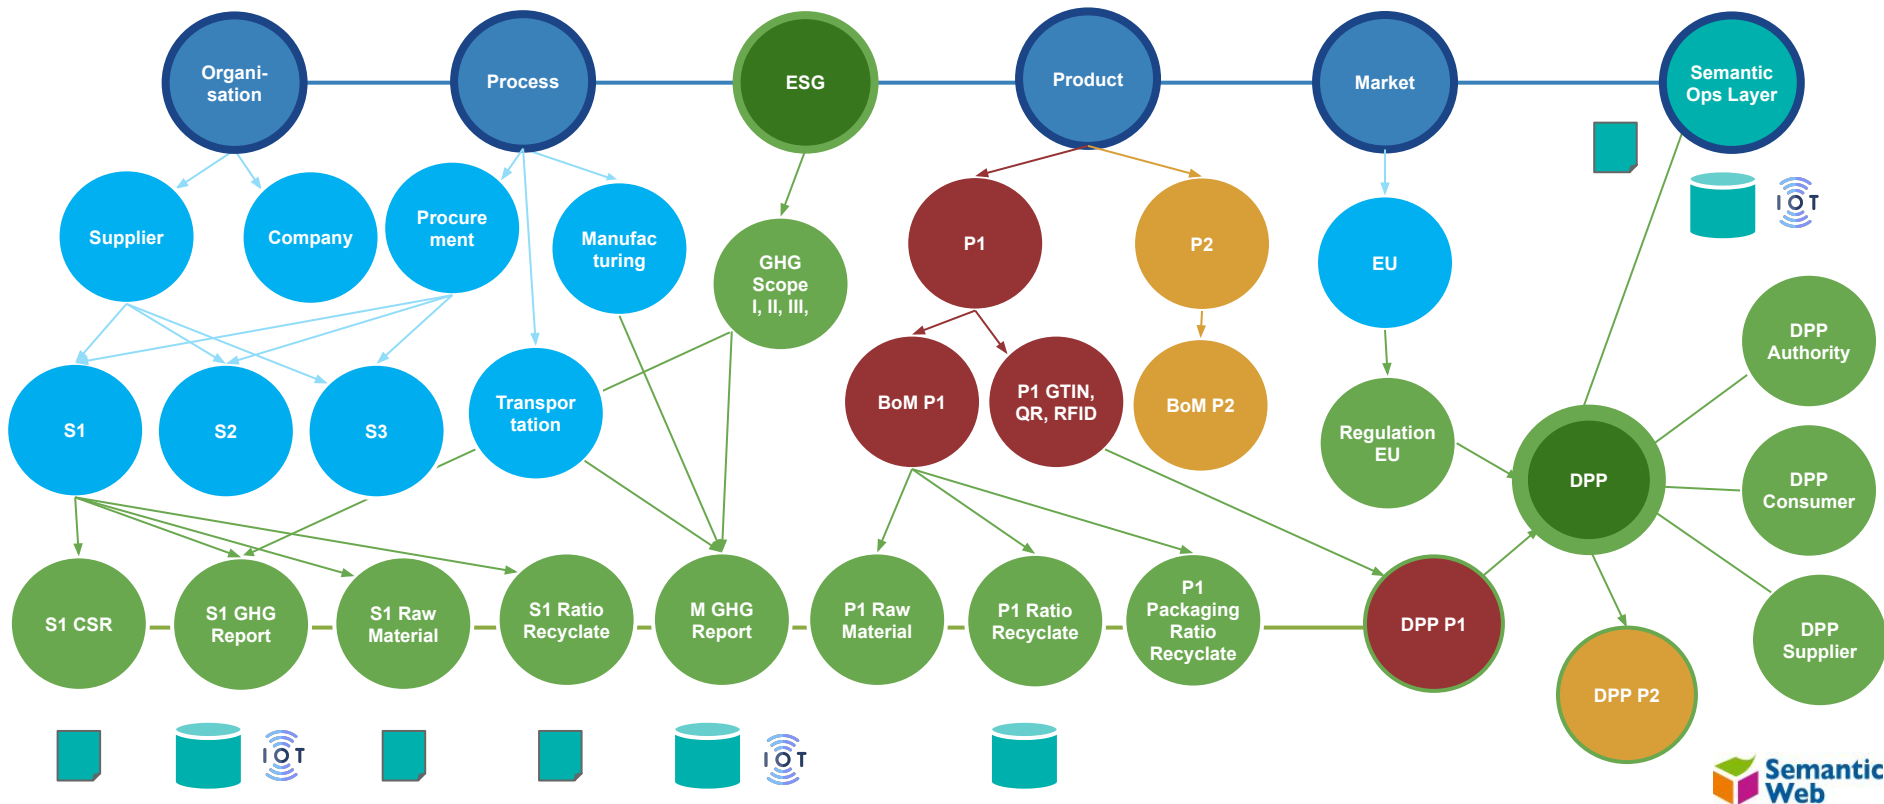 Organi-
sation
Process
ESG
Product
Market
Semantic
Ops Layer
Supplier
Company
Procure
ment
Manufac
turing
GHG
Scope
I, II, III,
P1
P2
EU
IOT
S1
S2
S3
Transpor
tation
BoM P1
P1 GTIN,
QR, RFID
BoM P2
Regulation
EU
DPP
DPP
Authority
DPP
Consumer
DPP
Supplier
S1 CSR
S1 GHG
Report
S1 Raw
Material
S1 Ratio
Recyclate
M GHG
Report
P1 Raw
Material
P1 Ratio
Recyclate
P1
Packaging
Ratio
Recyclate
DPP P1
DPP P2
IOT
IOT
Semantic
Web